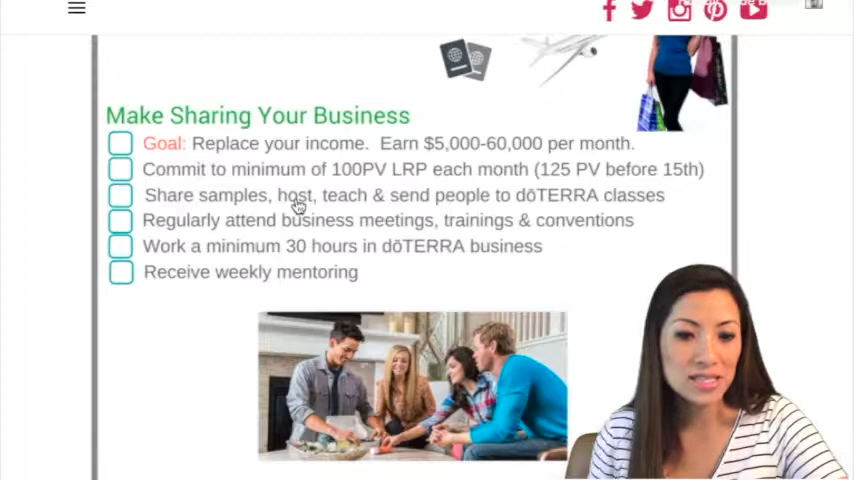 Make Sharing Your Business
Goal: Replace your income. Earn $5,000-60,000 per month.
Commit to minimum of 100PV LRP each month (125 PV before 15th)
Share samples, host, teach & send people to dōTERRA classes
Regularly attend business meetings, trainings & conventions
Work a minimum 30 hours in dōTERRA business
Receive weekly mentoring